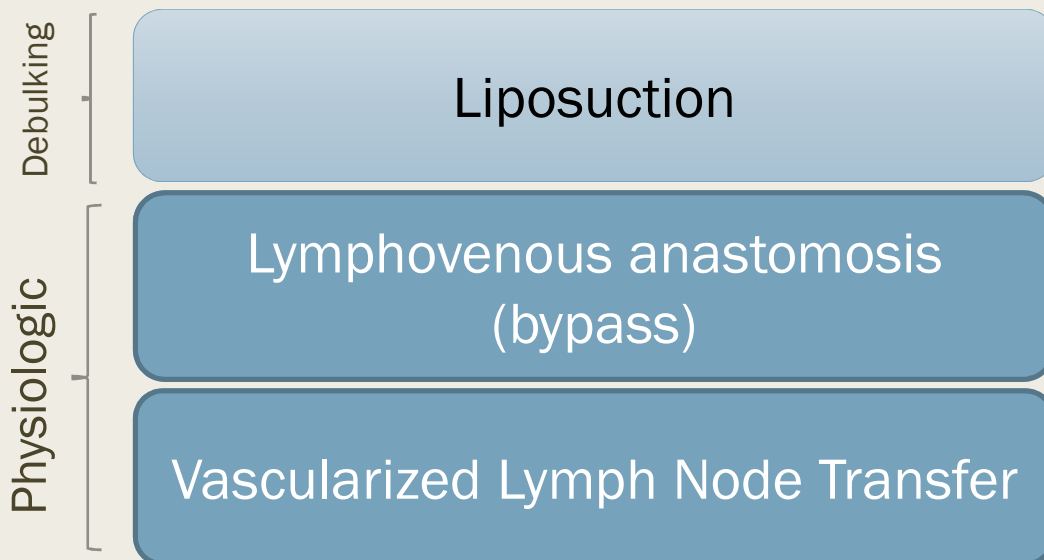 Debulking
Liposuction
Physiologic
Lymphovenous anastomosis
(bypass)
Vascularized Lymph Node Transfer